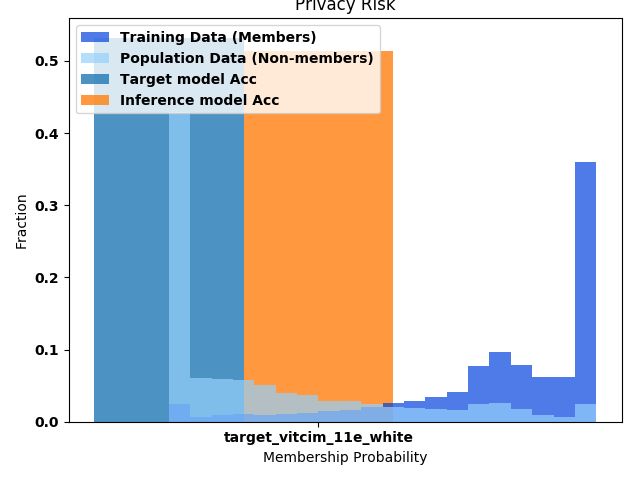 Privacy Risk
Training Data (Members)
Population Data (Non-members)
Target model Acc
Inference model Acc
0.5
0.4
0.3
0.2
0.1
0.0
Fraction
target_vitcim_11e_white
Membership Probability